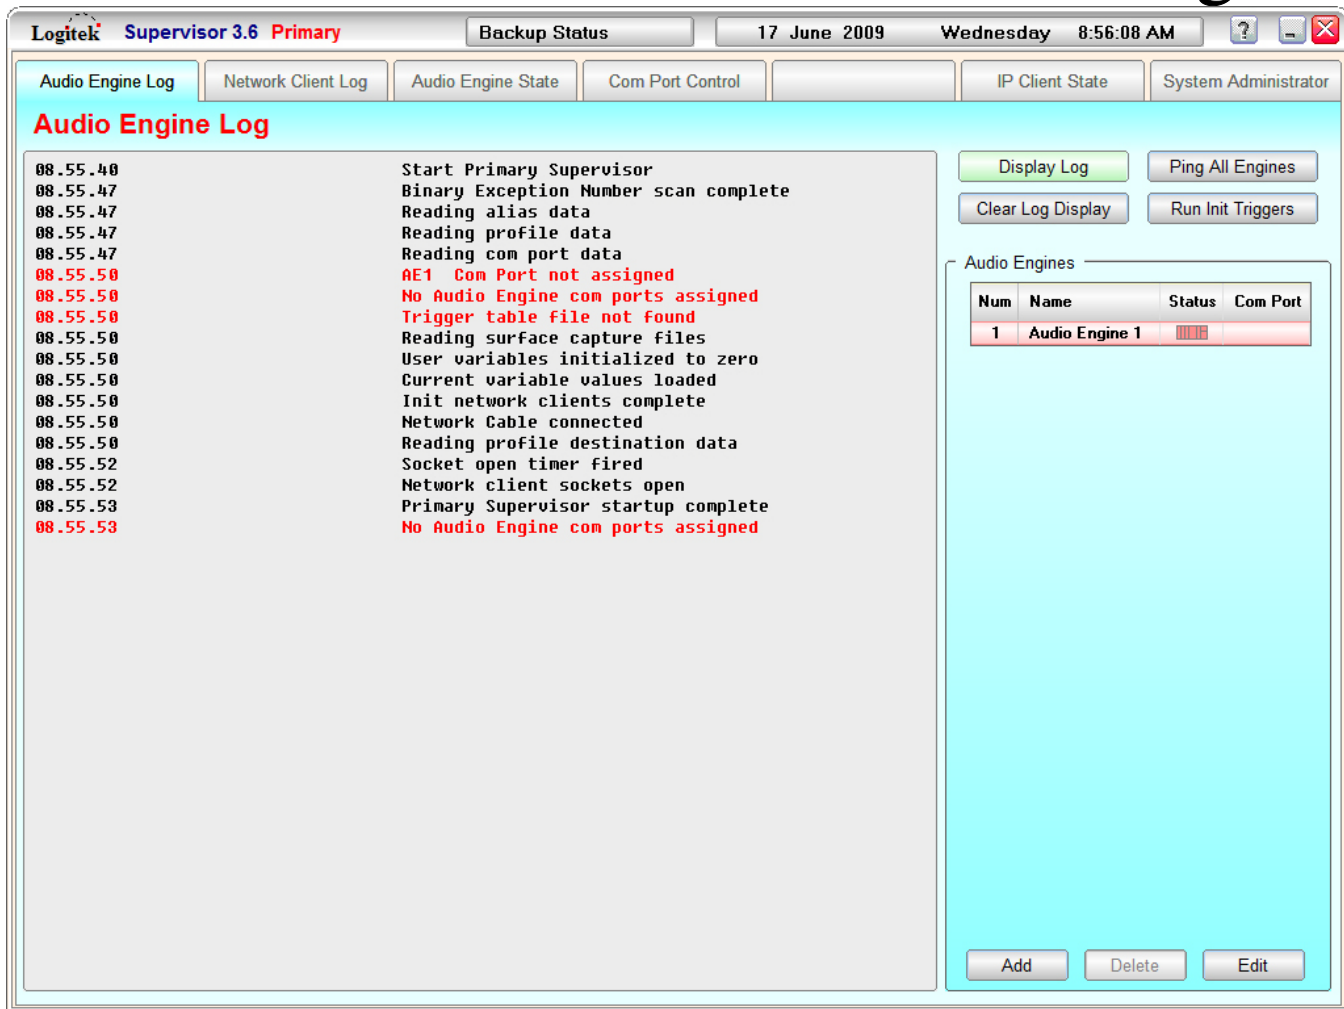 Logitek Supervisor 3.6 Primary Backup Status 17 June 2009 Wednesday 8:56:08 AM ?
Audio Engine Log Network Client Log Audio Engine State Com Port Control IP Client State System Administrator
Audio Engine Log
08.55.40 Start Primary Supervisor
08.55.47 Binary Exception Number scan complete
08.55.47 Reading alias data
08.55.47 Reading profile data
08.55.47 Reading com port data
08.55.50 AE1 Com Port not assigned
08.55.50 No Audio Engine com ports assigned
08.55.50 Trigger table file not found
08.55.50 Reading surface capture files
08.55.50 User variables initialized to zero
08.55.50 Current variable values loaded
08.55.50 Init network clients complete
08.55.50 Network Cable connected
08.55.50 Reading profile destination data
08.55.52 Socket open timer fired
08.55.52 Network client sockets open
08.55.53 Primary Supervisor startup complete
08.55.53 No Audio Engine com ports assigned
Display Log Ping All Engines
Clear Log Display Run Init Triggers
Audio Engines
Num Name Status Com Port
1 Audio Engine 1
Add Delete Edit